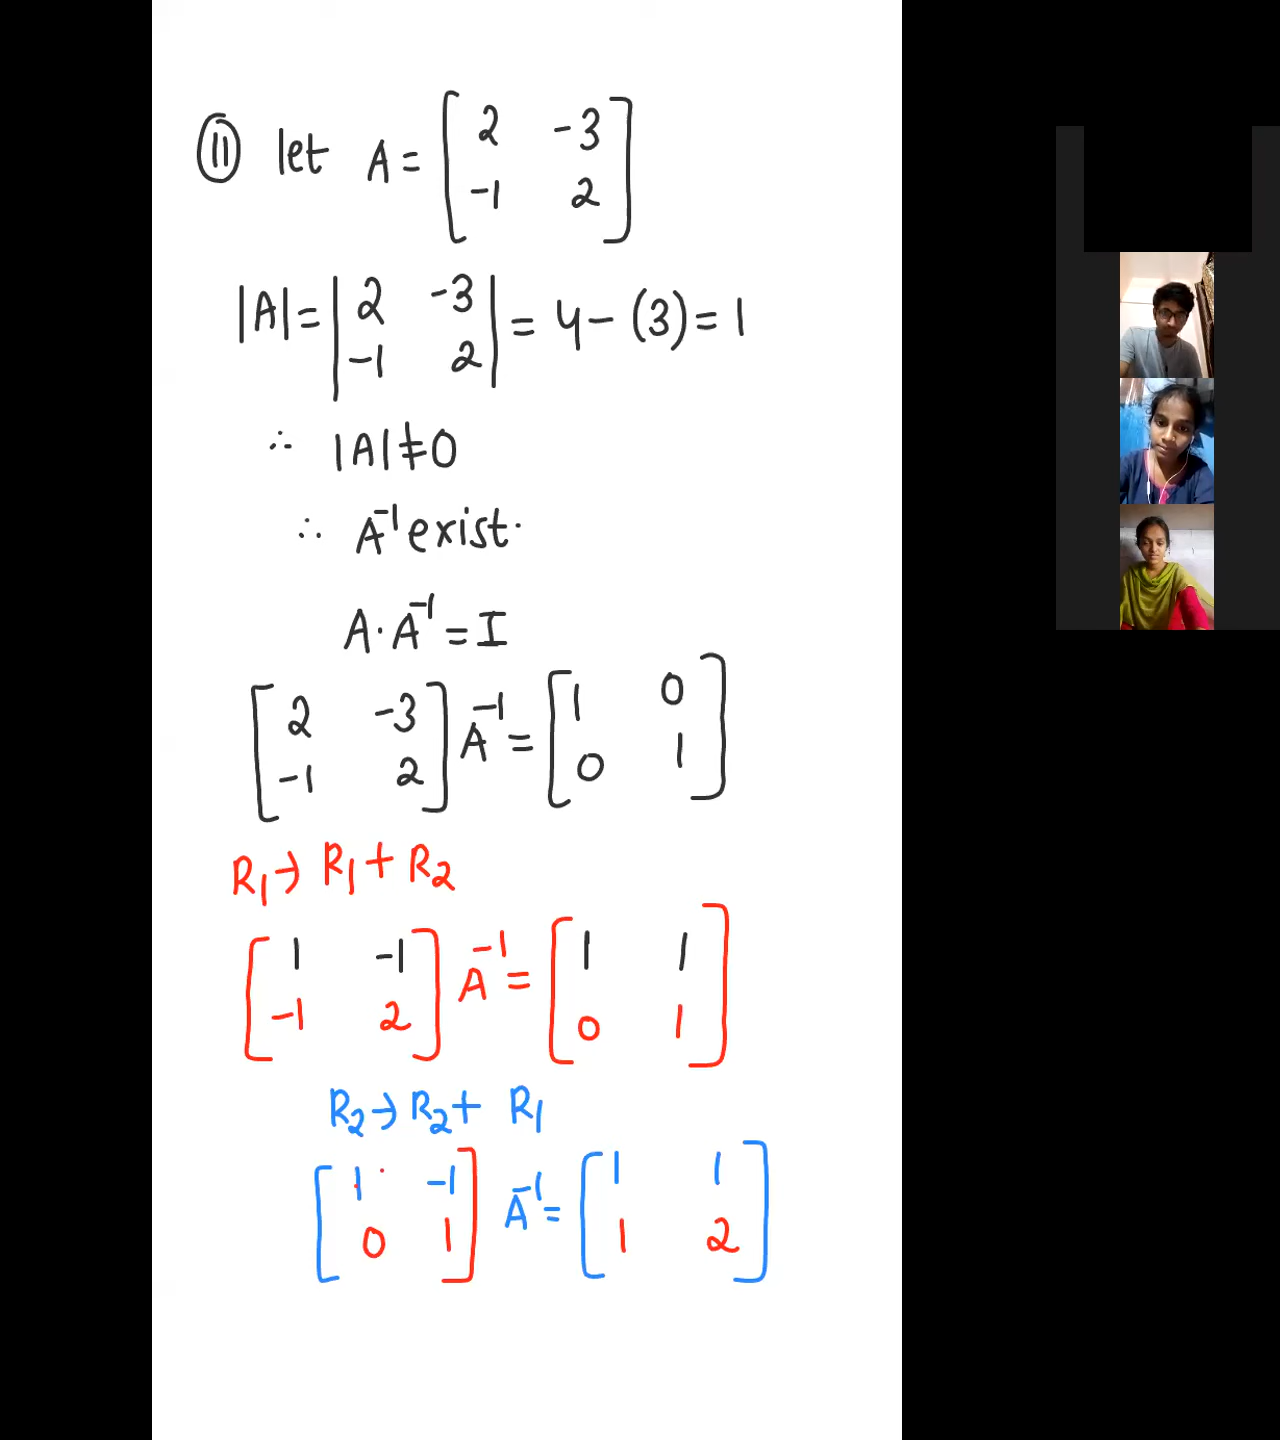 (11) let A = [2 -3
-1 2]
|A| = |2 -3
-1 2| = 4 - (3) = 1
∴ |A| ≠ 0
∴ A⁻¹ exist.
A·A⁻¹ = I
[2 -3
-1 2] A⁻¹ = [1 0
0 1]
R₁ → R₁ + R₂
[1 -1
-1 2] A⁻¹ = [1 1
0 1]
R₂ → R₂ + R₁
[1 -1
0 1] A⁻¹ = [1 1
1 2]